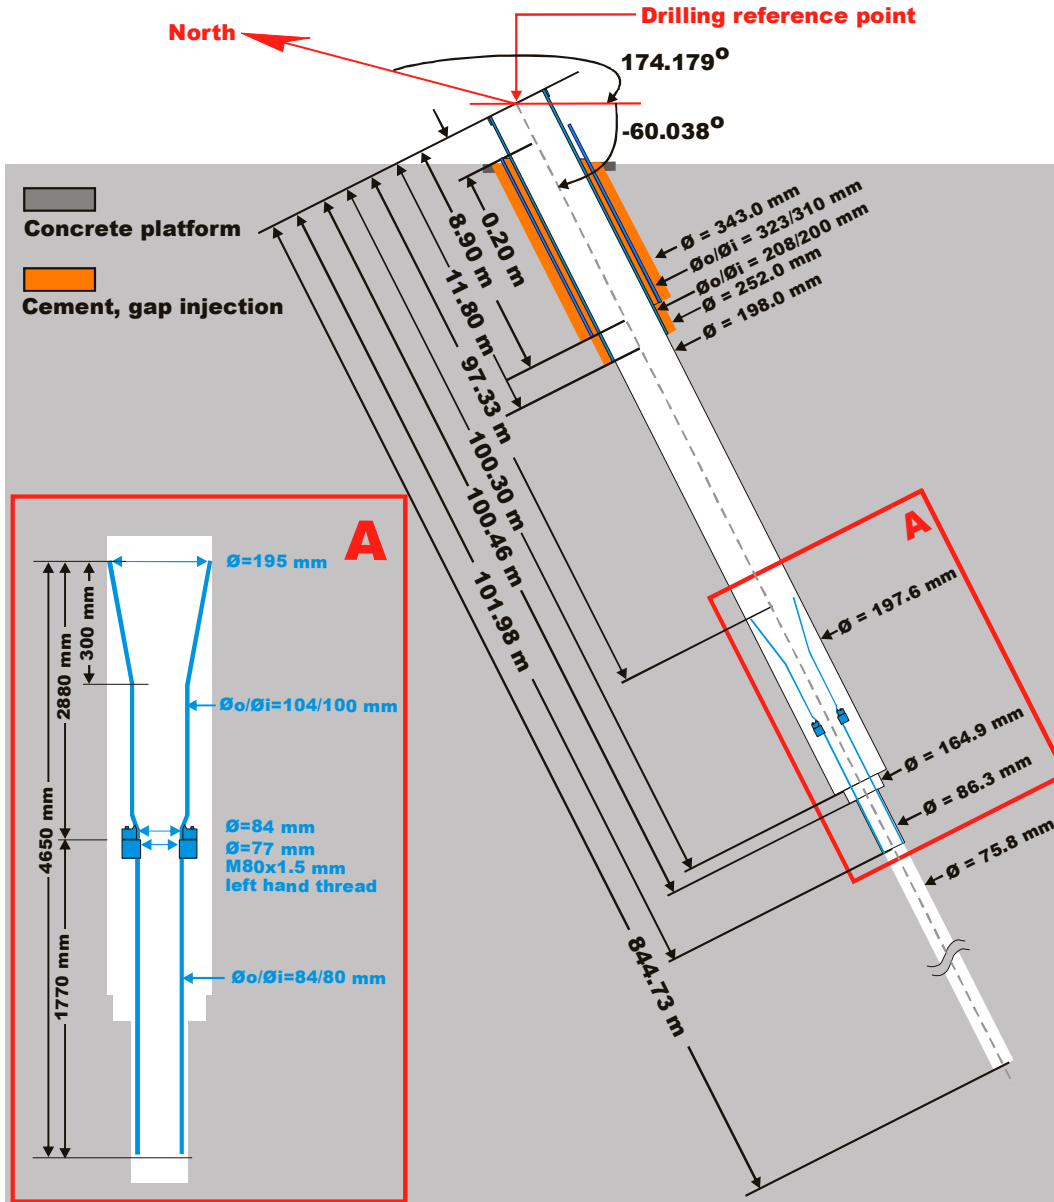 Drilling reference point
North
174.179°
-60.038°
Concrete platform
Cement, gap injection
0.20 m
8.90 m
11.80 m
97.33 m
100.30 m
100.46 m
101.98 m
844.73 m
Ø = 343.0 mm
Øo/Øi = 323/310 mm
Øo/Øi = 208/200 mm
Ø = 252.0 mm
Ø = 198.0 mm
A
Ø = 197.6 mm
Ø = 164.9 mm
Ø = 86.3 mm
Ø = 75.8 mm
A
Ø=195 mm
300 mm
2880 mm
Øo/Øi=104/100 mm
4650 mm
Ø=84 mm
Ø=77 mm
M80x1.5 mm
left hand thread
1770 mm
Øo/Øi=84/80 mm